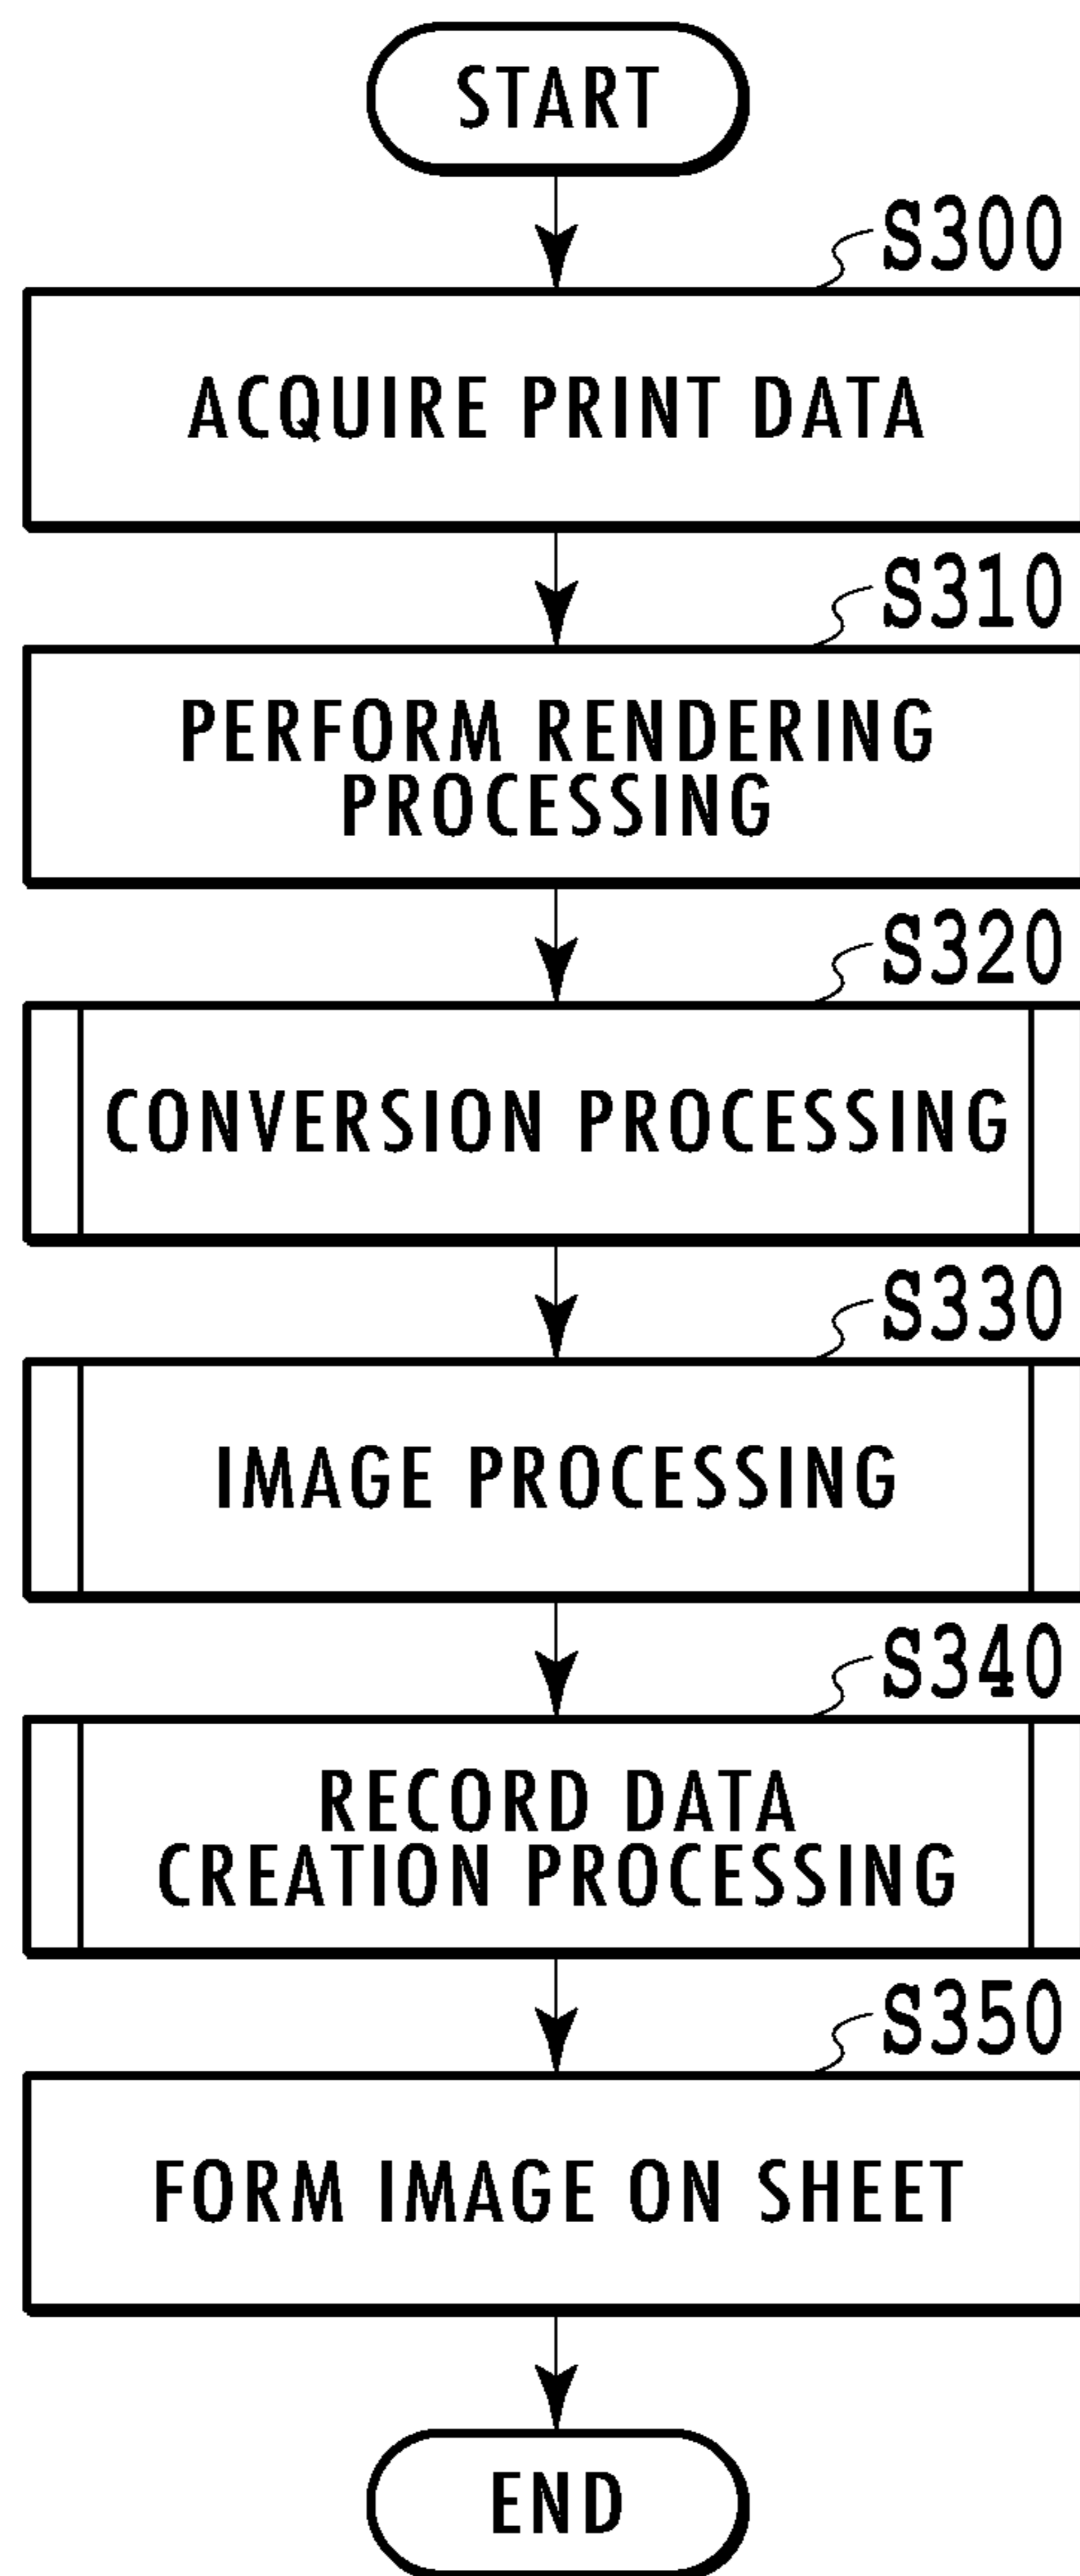 START
S300
ACQUIRE PRINT DATA
S310
PERFORM RENDERING
PROCESSING
S320
CONVERSION PROCESSING
S330
IMAGE PROCESSING
S340
RECORD DATA
CREATION PROCESSING
S350
FORM IMAGE ON SHEET
END